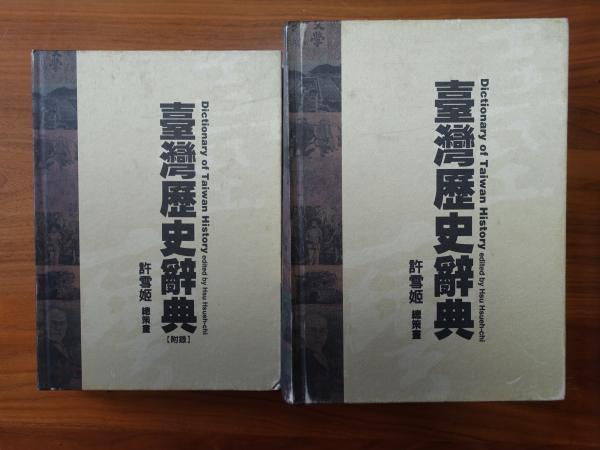 臺灣歷史辭典
【附錄】
Dictionary of Taiwan History edited by Hsu Hsueh-chi
許雪姬 總策畫
文學
臺灣歷史辭典
Dictionary of Taiwan History edited by Hsu Hsueh-chi
許雪姬 總策畫